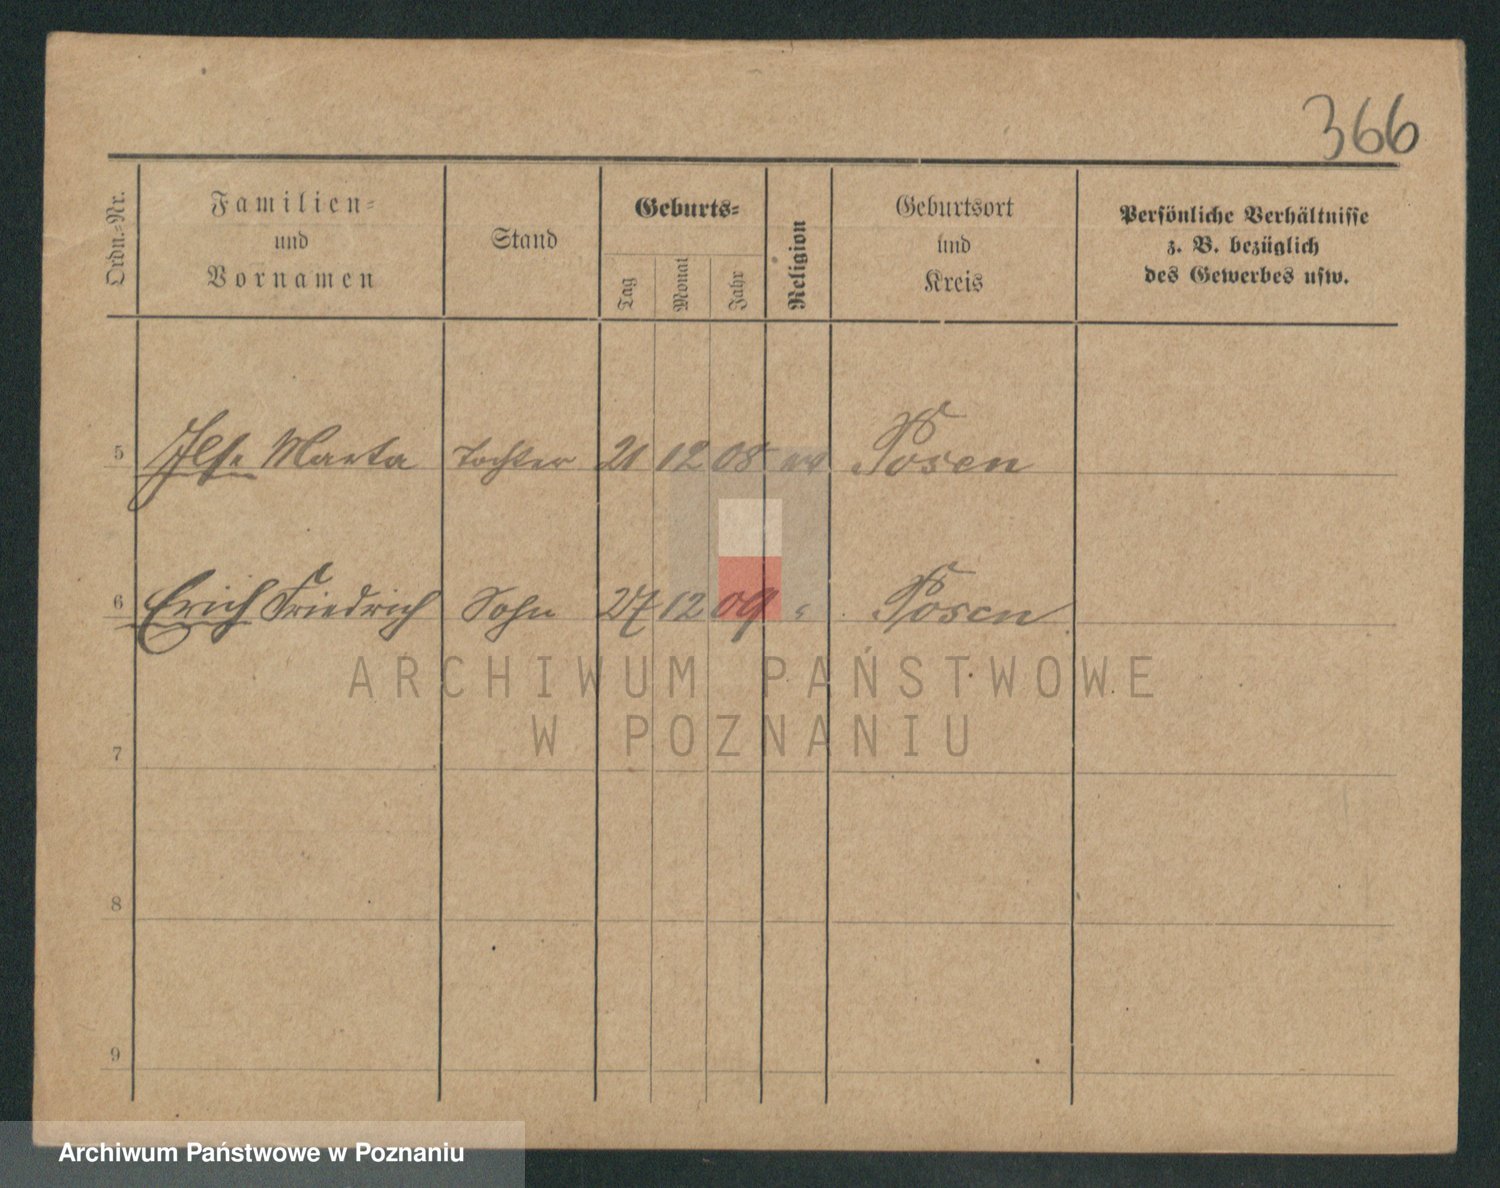 366
Ordn.-Nr.
Familien-
und
Vornamen
Stand
Geburts-
Tag
Monat
Jahr
Religion
Geburtsort
und
Kreis
Persönliche Verhältnisse
z. B. bezüglich
des Gewerbes usw.
5 Ilse Marta Tochter 21 12 08 ev Posen
6 Erich Friedrich Sohn 27 12 09 " Posen
ARCHIWUM PAŃSTWOWE
W POZNANIU
7
8
9
Archiwum Państwowe w Poznaniu